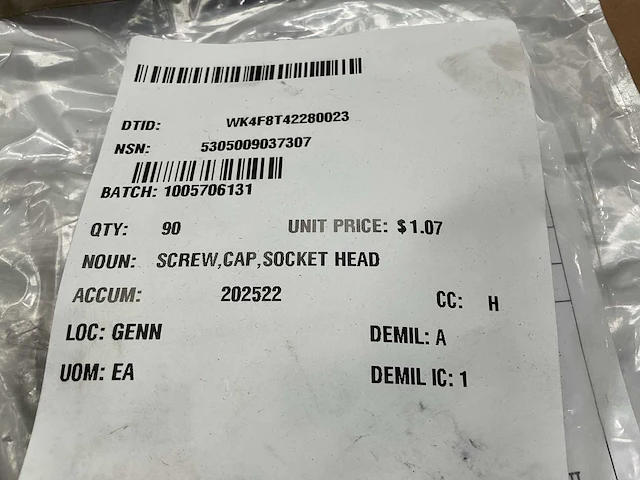 DTID: WK4F8T42280023
NSN: 5305009037307
BATCH: 1005706131
QTY: 90 UNIT PRICE: $1.07
NOUN: SCREW,CAP,SOCKET HEAD
ACCUM: 202522 CC: H
LOC: GENN DEMIL: A
UOM: EA DEMIL IC: 1